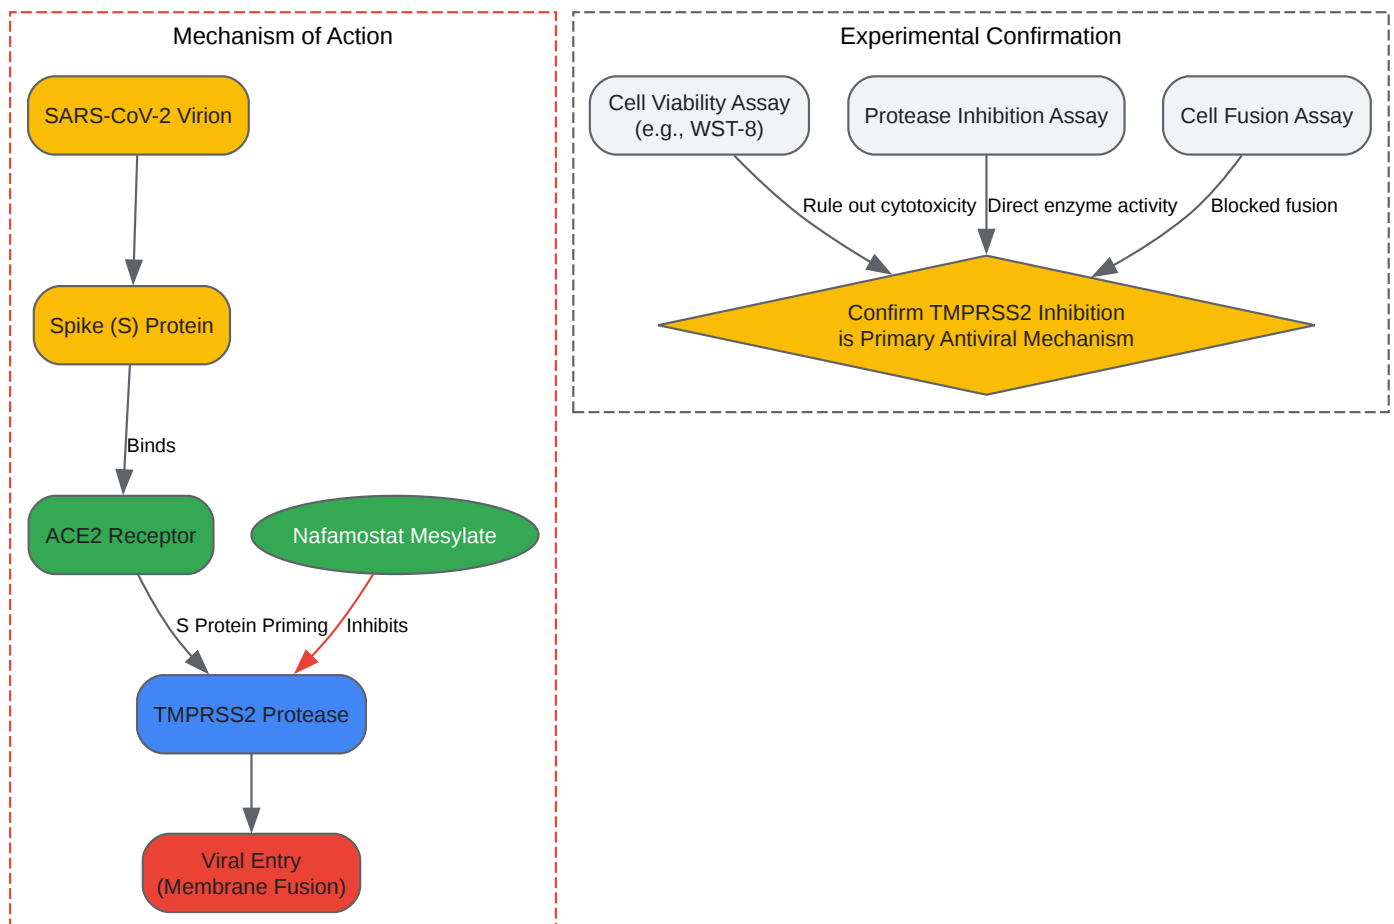 Mechanism of Action
SARS-CoV-2 Virion
Spike (S) Protein
Binds
ACE2 Receptor
Nafamostat Mesylate
S Protein Priming
Inhibits
TMPRSS2 Protease
Viral Entry
(Membrane Fusion)
Experimental Confirmation
Cell Viability Assay
(e.g., WST-8)
Protease Inhibition Assay
Cell Fusion Assay
Rule out cytotoxicity
Direct enzyme activity
Blocked fusion
Confirm TMPRSS2 Inhibition
is Primary Antiviral Mechanism